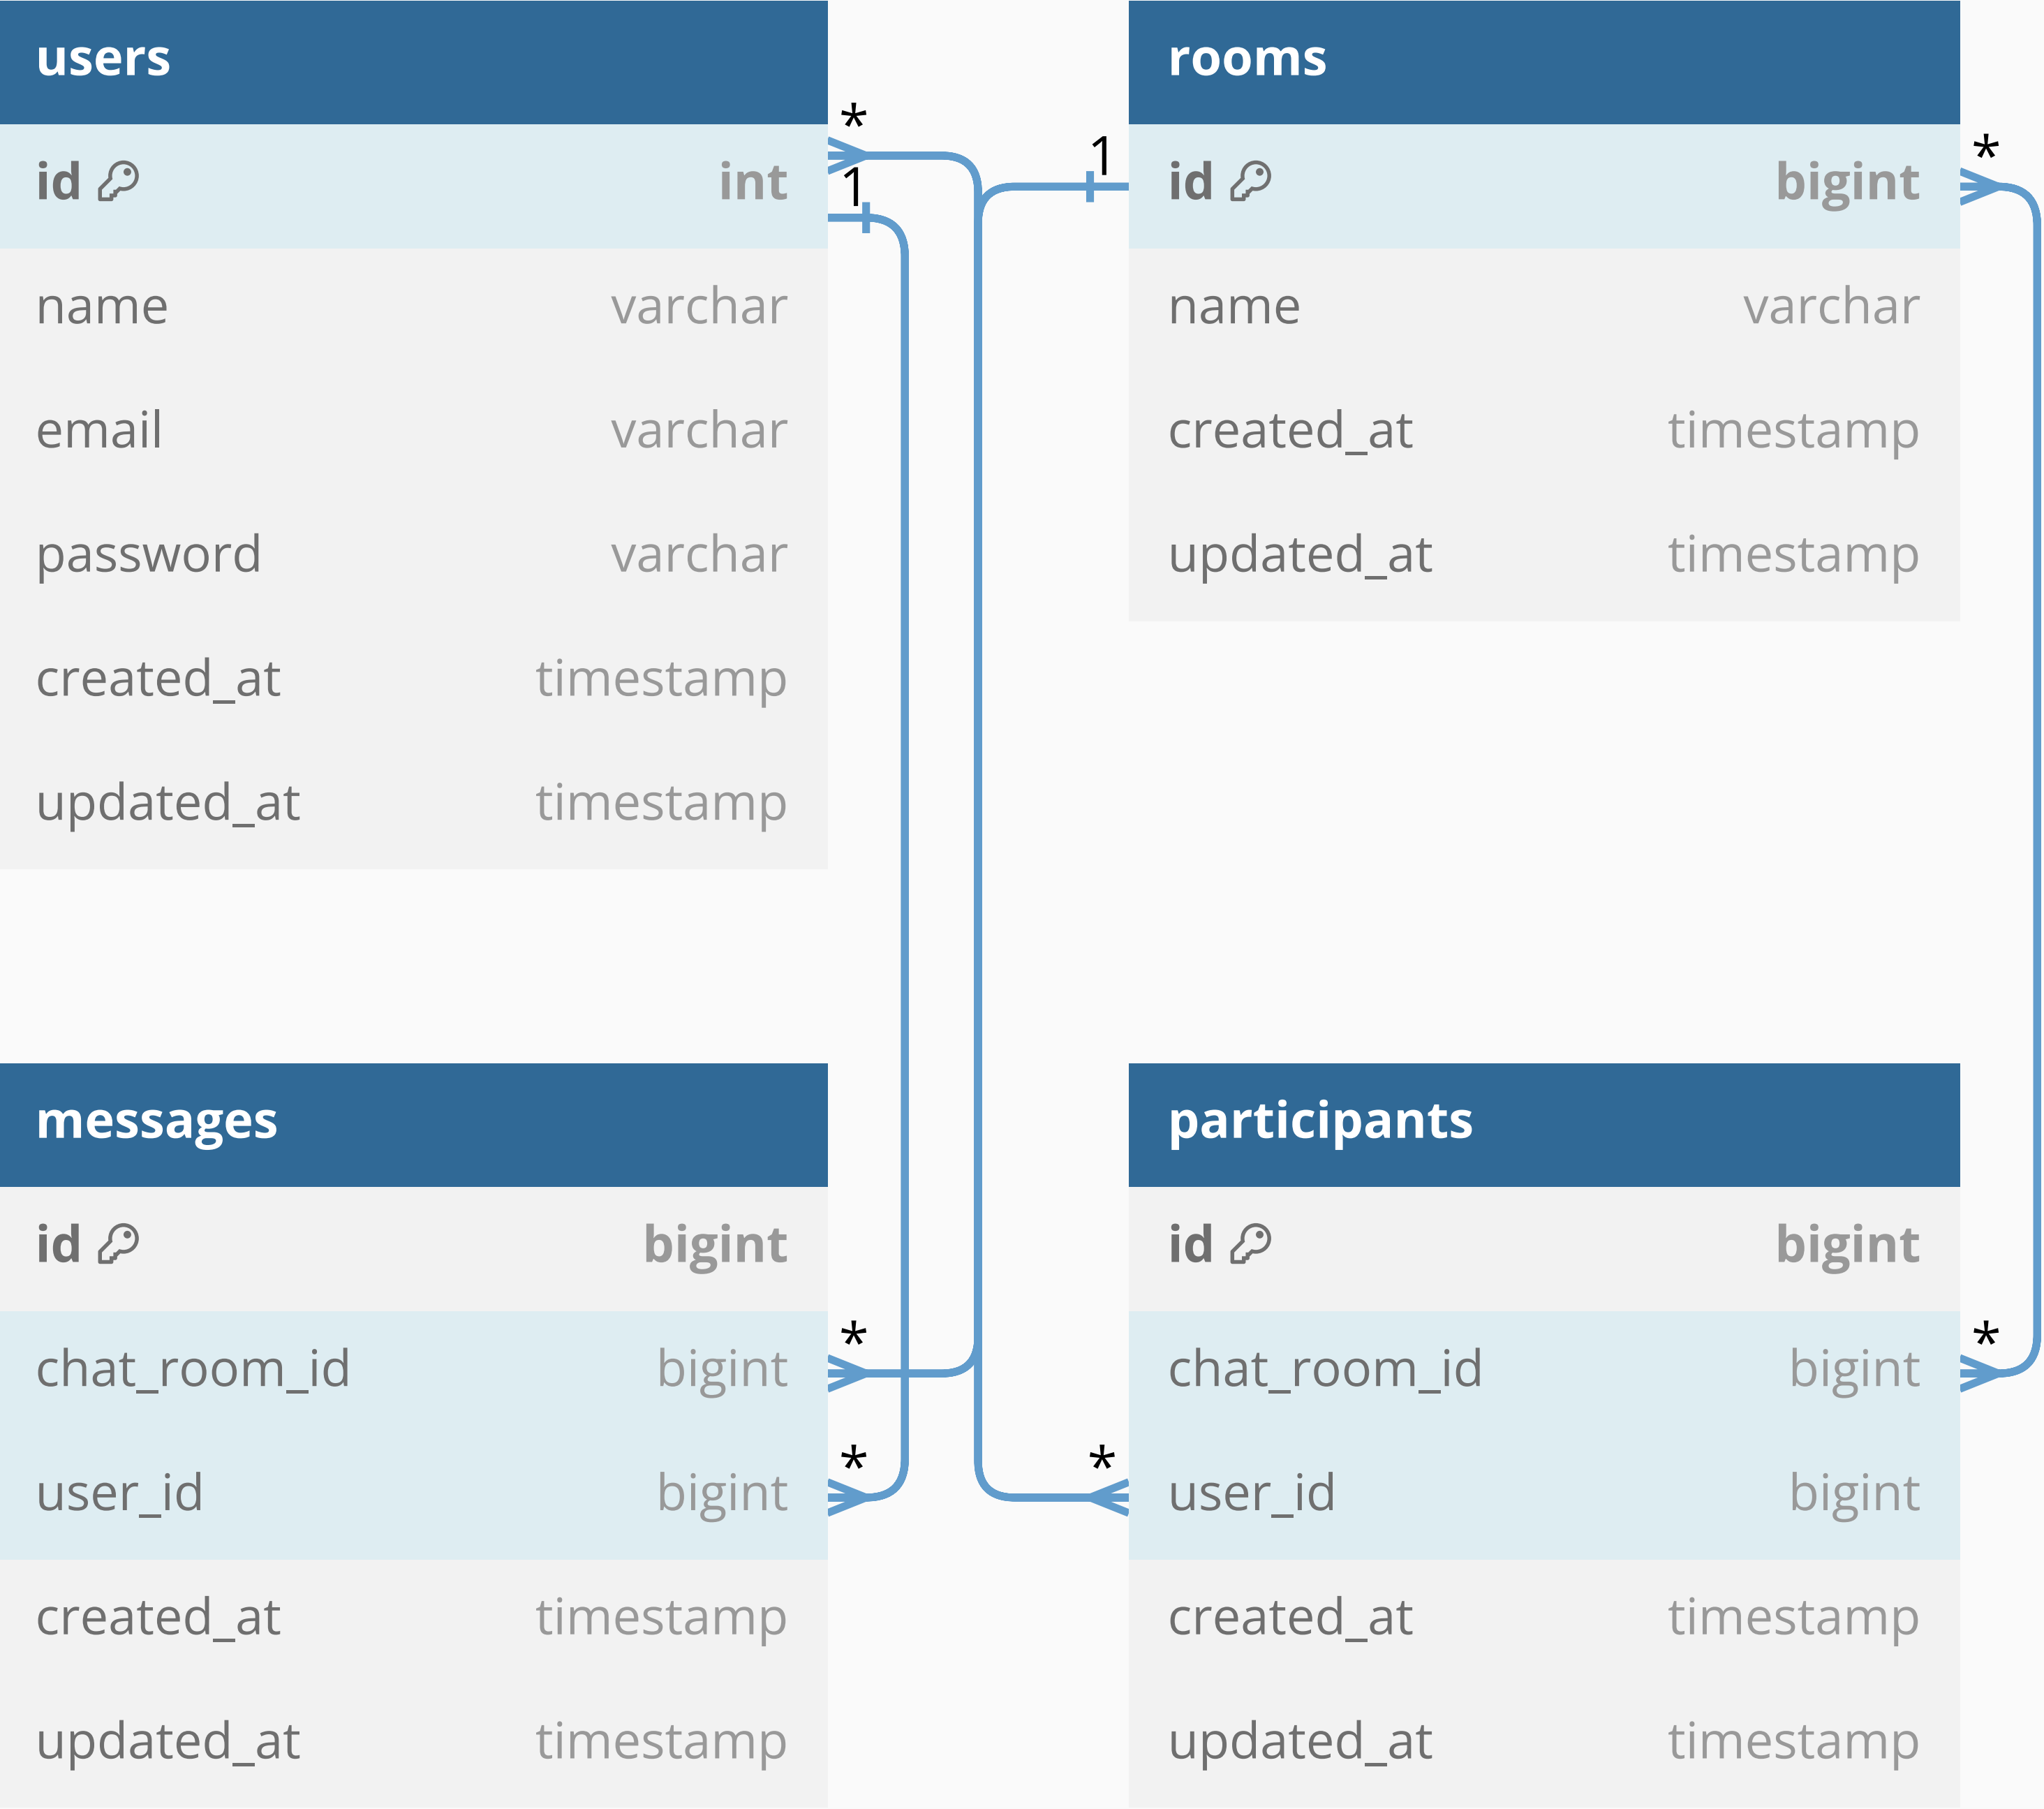 users
id int
name varchar
email varchar
password varchar
created_at timestamp
updated_at timestamp
* 1
1
rooms
id bigint
name varchar
created_at timestamp
updated_at timestamp
*
messages
id bigint
chat_room_id bigint
user_id bigint
created_at timestamp
updated_at timestamp
*
* *
participants
id bigint
chat_room_id bigint
user_id bigint
created_at timestamp
updated_at timestamp
*